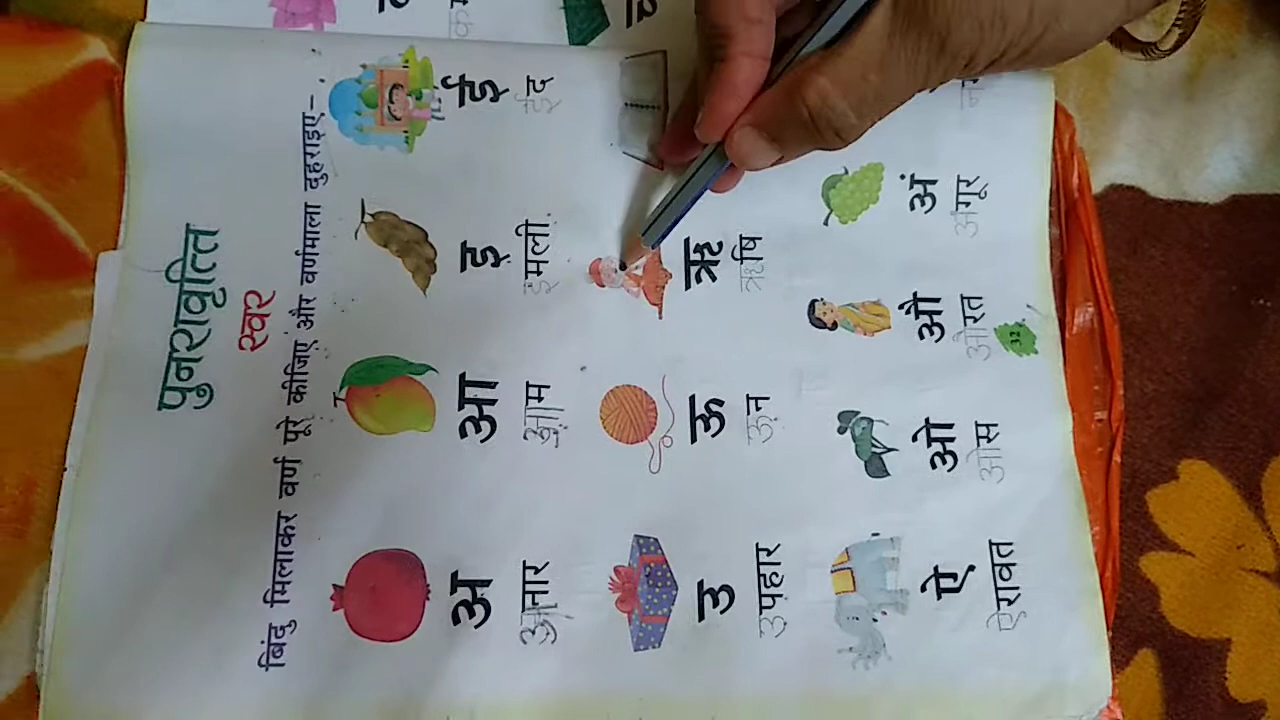 पुनरावृत्ति
स्वर
बिंदु मिलाकर वर्ण पूरे कीजिए और वर्णमाला दुहराइए-
अ आ इ ई
अनार आम इमली ईद
उ ऊ ऋ
उपहार ऊन ऋषि
ऐ ओ औ अं
ऐरावत ओस औरत अंगूर
32